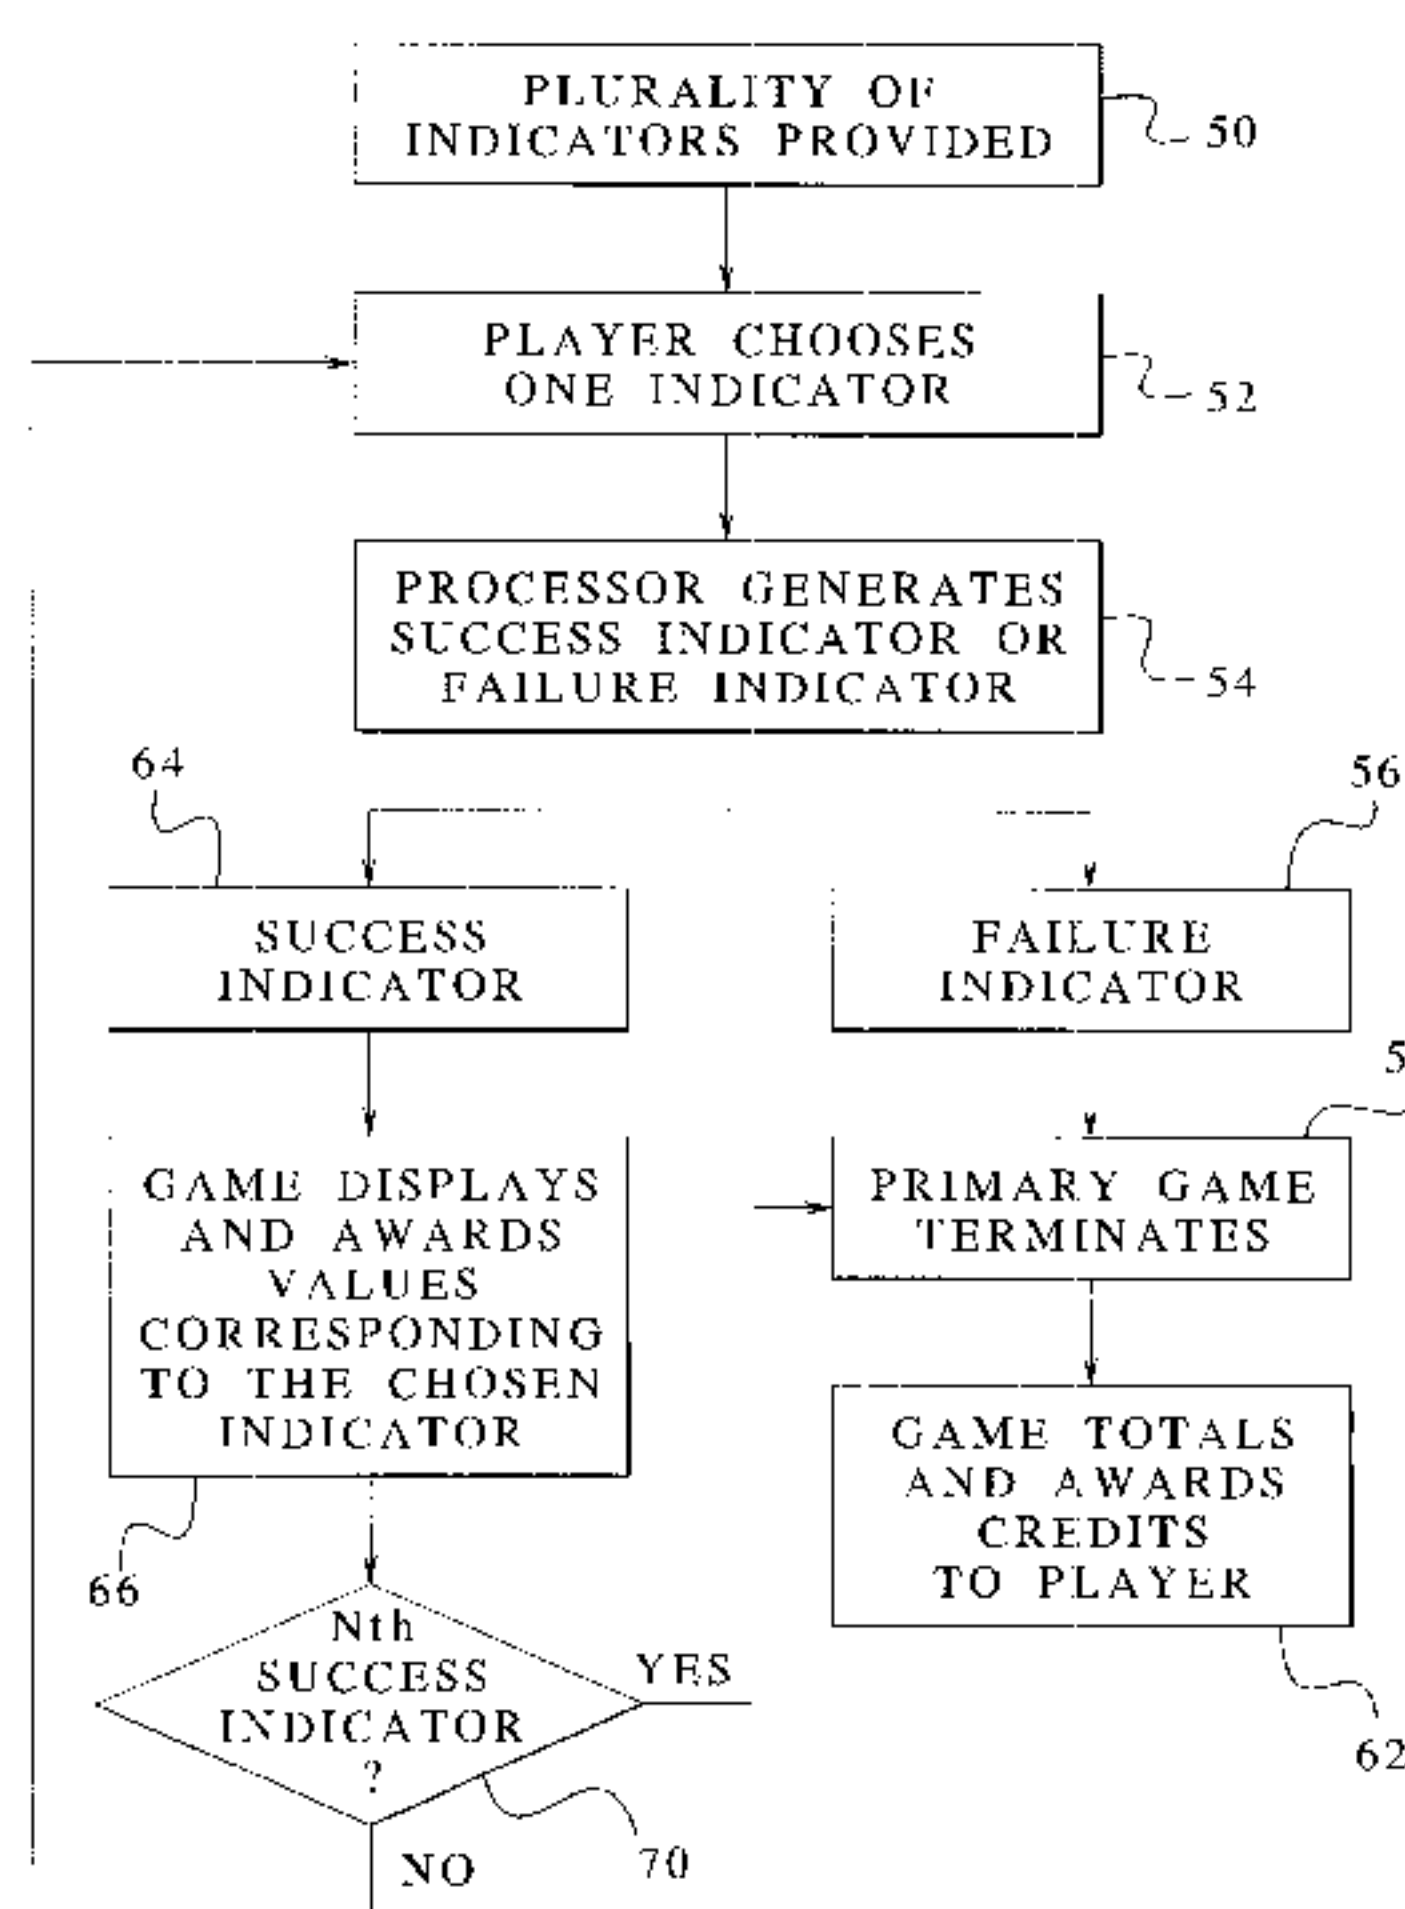 PLURALITY OF
INDICATORS PROVIDED
50
PLAYER CHOOSES
ONE INDICATOR
52
PROCESSOR GENERATES
SUCCESS INDICATOR OR
FAILURE INDICATOR
54
64
56
SUCCESS
INDICATOR
FAILURE
INDICATOR
5
GAME DISPLAYS
AND AWARDS
VALUES
CORRESPONDING
TO THE CHOSEN
INDICATOR
PRIMARY GAME
TERMINATES
GAME TOTALS
AND AWARDS
CREDITS
TO PLAYER
66
Nth
SUCCESS
INDICATOR
?
YES
62
70
NO